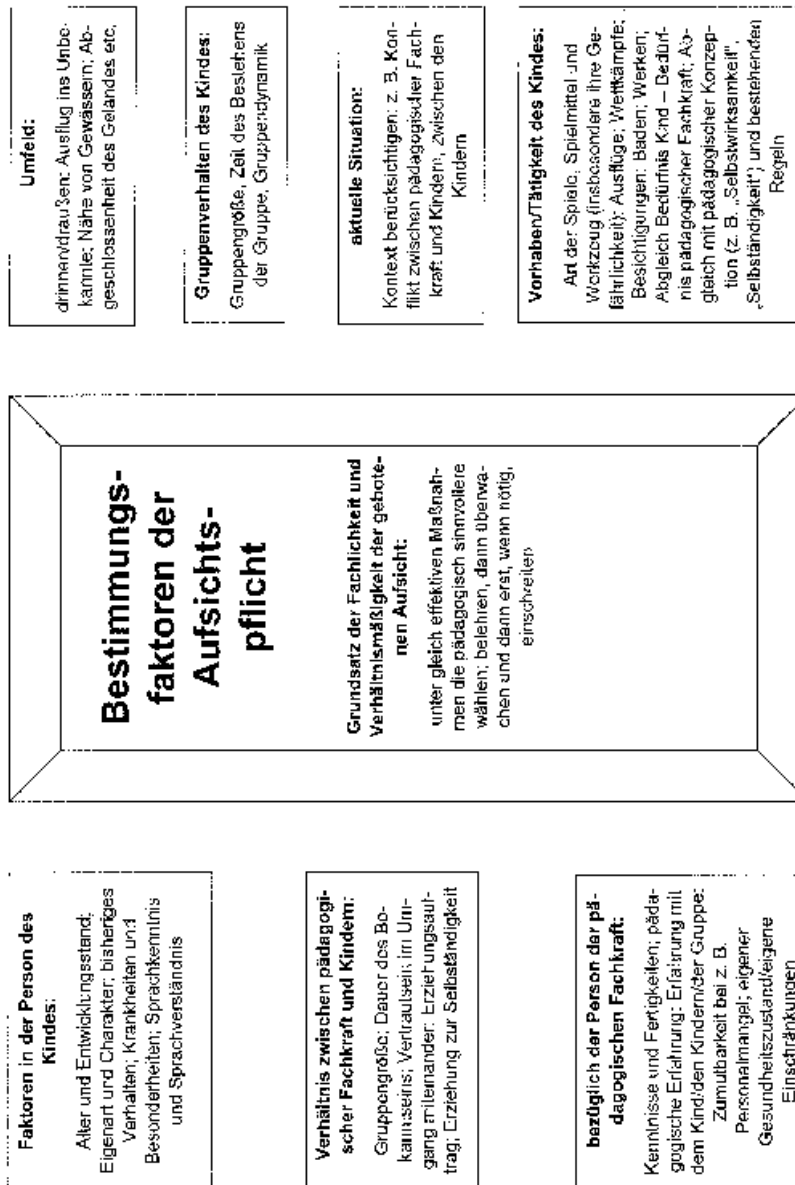 Faktoren in der Person des
Kindes:
Alter und Entwicklungsstand;
Eigenart und Charakter; bisheriges
Verhalten; Krankheiten und
Besonderheiten; Sprachkenntnis
und Sprachverständnis
Verhältnis zwischen pädagogi-
scher Fachkraft und Kindern:
Gruppengröße; Dauer des Be-
kanntseins; Vertrautsein im Um-
gang miteinander; Erziehungsauf-
trag; Erziehung zur Selbständigkeit
bezüglich der Person der pä-
dagogischen Fachkraft:
Kenntnisse und Fertigkeiten; päda-
gogische Erfahrung; Erfahrung mit
dem Kind/den Kindern/der Gruppe;
Zumutbarkeit bei z. B.
Personalmangel; eigener
Gesundheitszustand/eigene
Einschränkungen
Bestimmungs-
faktoren der
Aufsichts-
pflicht
Grundsatz der Fachlichkeit und
Verhältnismäßigkeit der gebote-
nen Aufsicht:
unter gleich effektiven Maßnah-
men die pädagogisch sinnvollere
wählen; belehren, dann überwa-
chen und dann erst, wenn nötig,
einschreiten
Umfeld:
drinnen/draußen; Ausflug ins Unbe-
kannte; Nähe von Gewässern; Ab-
geschlossenheit des Geländes etc.
Gruppenverhalten des Kindes:
Gruppengröße, Zeit des Bestehens
der Gruppe, Gruppendynamik
aktuelle Situation:
Kontext berücksichtigen: z. B. Kon-
flikt zwischen pädagogischer Fach-
kraft und Kindern, zwischen den
Kindern
Vorhaben/Tätigkeit des Kindes:
Art der Spiele, Spielmittel und
Werkzeug (insbesondere ihre Ge-
fährlichkeit); Ausflüge; Wettkämpfe;
Besichtigungen; Baden; Werken;
Abgleich Bedürfnis Kind – Bedürf-
nis pädagogischer Fachkraft; Ab-
gleich mit pädagogischer Konzep-
tion (z. B. „Selbstwirksamkeit",
„Selbständigkeit") und bestehenden
Regeln